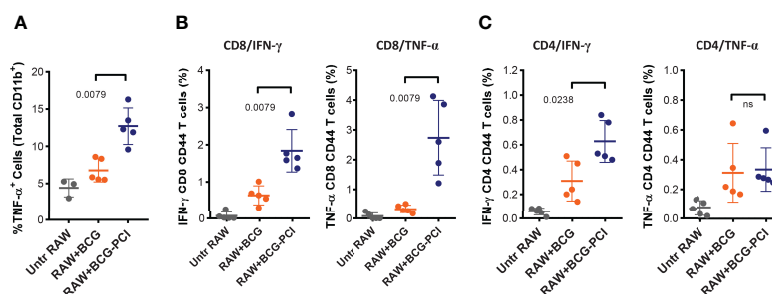 A
B
C
%TNF-α⁺ Cells (Total CD11b⁺)
20
15
10
5
0
0.0079
Untr RAW
RAW+BCG
RAW+BCG-PCI
CD8/IFN-γ
IFN-γ CD8 CD44 T cells (%)
4
3
2
1
0
0.0079
Untr RAW
RAW+BCG
RAW+BCG-PCI
CD8/TNF-α
TNF-α CD8 CD44 T cells (%)
5
4
3
2
1
0
0.0079
Untr RAW
RAW+BCG
RAW+BCG-PCI
CD4/IFN-γ
IFN-γ CD4 CD44 T cells (%)
1.0
0.8
0.6
0.4
0.2
0.0
0.0238
Untr RAW
RAW+BCG
RAW+BCG-PCI
CD4/TNF-α
TNF-α CD4 CD44 T cells (%)
1.0
0.8
0.6
0.4
0.2
0.0
ns
Untr RAW
RAW+BCG
RAW+BCG-PCI